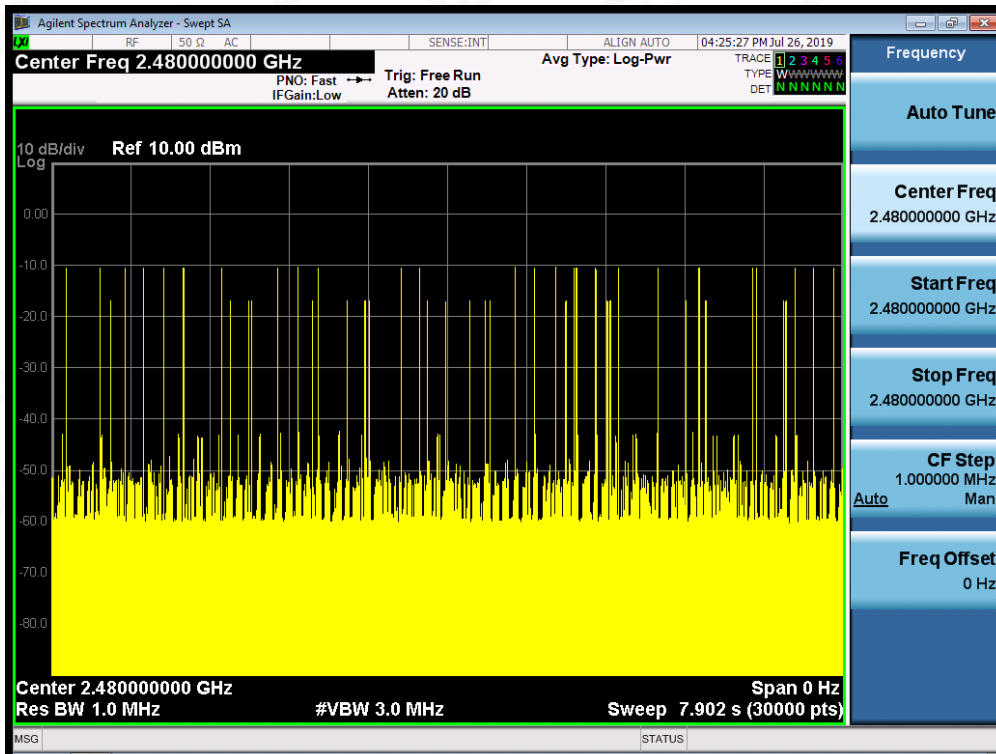 Agilent Spectrum Analyzer - Swept SA
LXI RF 50 Ω AC SENSE:INT ALIGN AUTO 04:25:27 PM Jul 26, 2019
Center Freq 2.480000000 GHz
PNO: Fast
IFGain:Low
Trig: Free Run
Atten: 20 dB
Avg Type: Log-Pwr
TRACE 1 2 3 4 5 6
TYPE WWWWWWW
DET N N N N N N
10 dB/div Ref 10.00 dBm
Log
0.00
-10.0
-20.0
-30.0
-40.0
-50.0
-60.0
-70.0
-80.0
Center 2.480000000 GHz Span 0 Hz
Res BW 1.0 MHz #VBW 3.0 MHz Sweep 7.902 s (30000 pts)
MSG STATUS
Frequency
Auto Tune
Center Freq
2.480000000 GHz
Start Freq
2.480000000 GHz
Stop Freq
2.480000000 GHz
CF Step
1.000000 MHz
Auto Man
Freq Offset
0 Hz